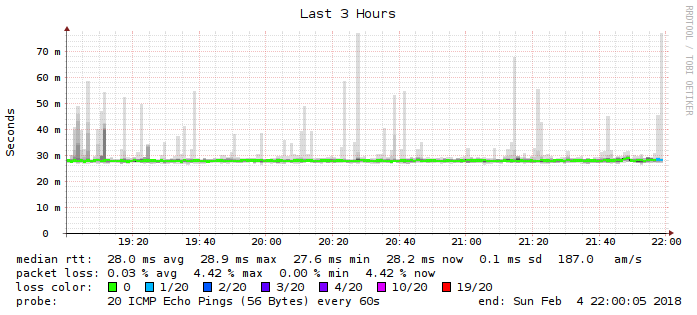 Last 3 Hours
RRDTOOL / TOBI OETIKER
Seconds
70 m
60 m
50 m
40 m
30 m
20 m
10 m
0
19:20 19:40 20:00 20:20 20:40 21:00 21:20 21:40 22:00
median rtt: 28.0 ms avg 28.9 ms max 27.6 ms min 28.2 ms now 0.1 ms sd 187.0 am/s
packet loss: 0.03 % avg 4.42 % max 0.00 % min 4.42 % now
loss color: 0 1/20 2/20 3/20 4/20 10/20 19/20
probe: 20 ICMP Echo Pings (56 Bytes) every 60s end: Sun Feb 4 22:00:05 2018